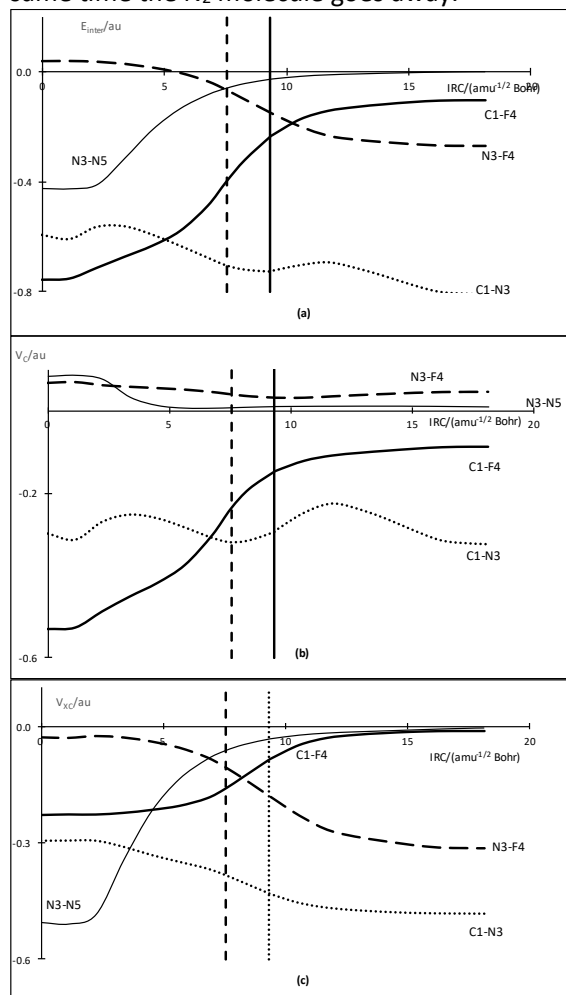 same time the N₂ molecule goes away.
E_inter/au
0.0
0
5
10
15
20
IRC/(amu⁻¹/² Bohr)
C1-F4
N3-F4
N3-N5
-0.4
C1-N3
-0.8
(a)
V_C/au
N3-F4
N3-N5
0
5
10
15
20
IRC/(amu⁻¹/² Bohr)
C1-F4
-0.2
C1-N3
-0.6
(b)
V_XC/au
0.0
0
5
10
15
20
C1-F4
IRC/(amu⁻¹/² Bohr)
-0.3
N3-F4
N3-N5
C1-N3
-0.6
(c)